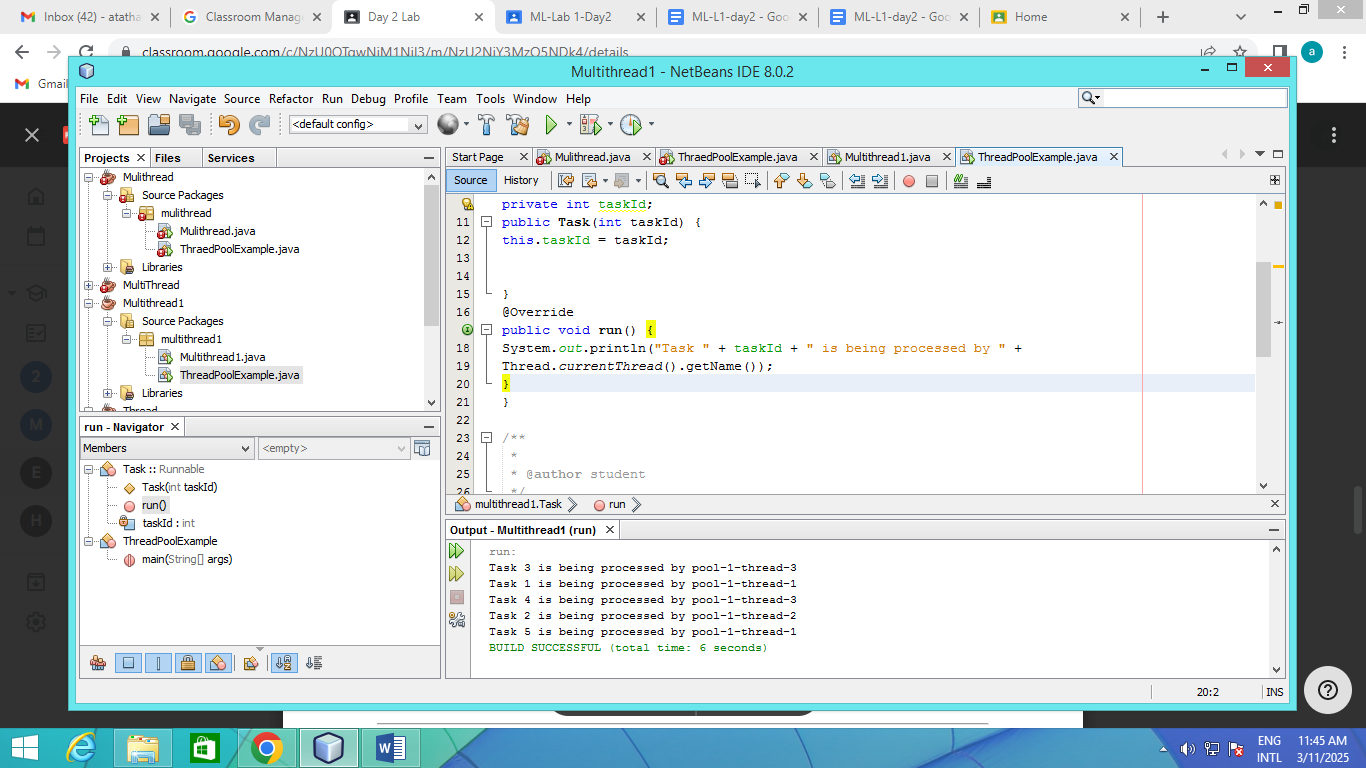 Inbox (42) - atatha
Classroom Manag
Day 2 Lab
ML-Lab 1-Day2
ML-L1-day2 - Goo
ML-L1-day2 - Goo
Home
classroom.google.com/c/NzU0OTgwNjM1NjI3/m/NzU2NjY3MzQ5NDk4/details
a
Gmail
Multithread1 - NetBeans IDE 8.0.2
File Edit View Navigate Source Refactor Run Debug Profile Team Tools Window Help
<default config>
Projects Files Services
Mulithread
Source Packages
mulithread
Mulithread.java
ThraedPoolExample.java
Libraries
MultiThread
Multithread1
Source Packages
multithread1
Multithread1.java
ThreadPoolExample.java
Libraries
Thread
run - Navigator
Members <empty>
Task :: Runnable
Task(int taskId)
run()
taskId : int
ThreadPoolExample
main(String[] args)
Start Page Mulithread.java ThraedPoolExample.java Multithread1.java ThreadPoolExample.java
Source History
private int taskId;
11 public Task(int taskId) {
12 this.taskId = taskId;
13
14
15 }
16 @Override
public void run() {
18 System.out.println("Task " + taskId + " is being processed by " +
19 Thread.currentThread().getName());
20 }
21 }
22
23 /**
24 *
25 * @author student
26 */
multithread1.Task run
Output - Multithread1 (run)
run:
Task 3 is being processed by pool-1-thread-3
Task 1 is being processed by pool-1-thread-1
Task 4 is being processed by pool-1-thread-3
Task 2 is being processed by pool-1-thread-2
Task 5 is being processed by pool-1-thread-1
BUILD SUCCESSFUL (total time: 6 seconds)
20:2 INS
2
M
E
H
ENG
INTL
11:45 AM
3/11/2025